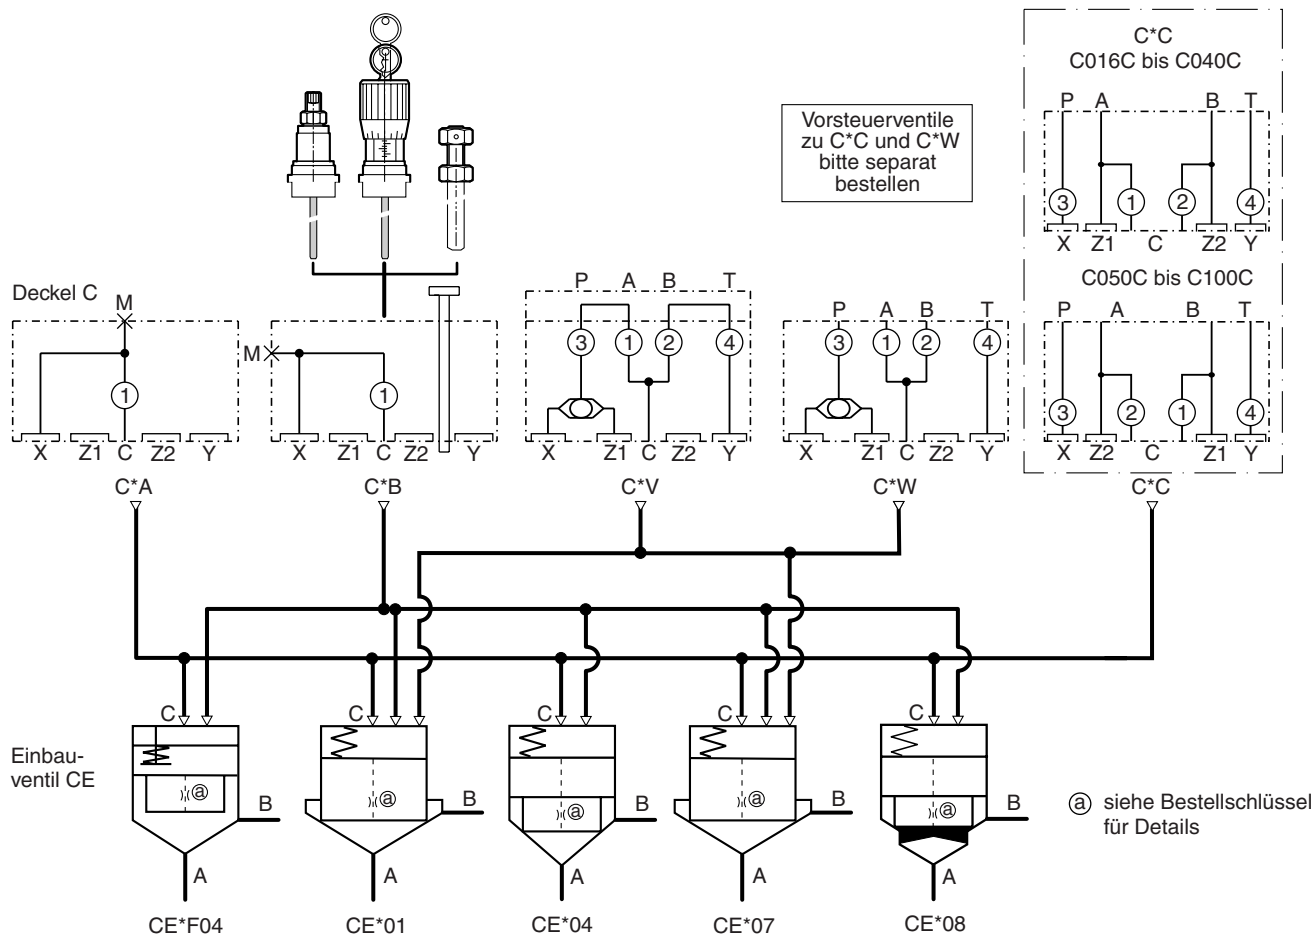 C*C
C016C bis C040C
P A B T
3 1 2 4
X Z1 C Z2 Y
Vorsteuerventile
zu C*C und C*W
bitte separat
bestellen
C050C bis C100C
P A B T
3 2 1 4
X Z2 C Z1 Y
Deckel C
M
1
X Z1 C Z2 Y
M
1
X Z1 C Z2 Y
P A B T
3 1 2 4
X Z1 C Z2 Y
P A B T
3 1 2 4
X Z1 C Z2 Y
C*A
C*B
C*V
C*W
C*C
Einbau-
ventil CE
C
a
B
A
C
a
B
A
C
a
B
A
C
a
B
A
C
a
B
A
a siehe Bestellschlüssel
für Details
CE*F04
CE*01
CE*04
CE*07
CE*08